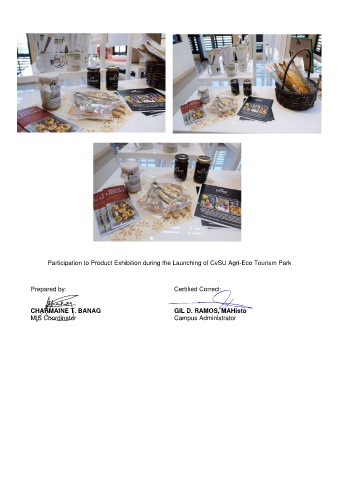 Participation to Product Exhibition during the Launching of CvSU Agri-Eco Tourism Park
Prepared by:
Certified Correct:
CHARMAINE T. BANAG
GIL D. RAMOS, MAHisto
MIS Coordinator
Campus Administrator